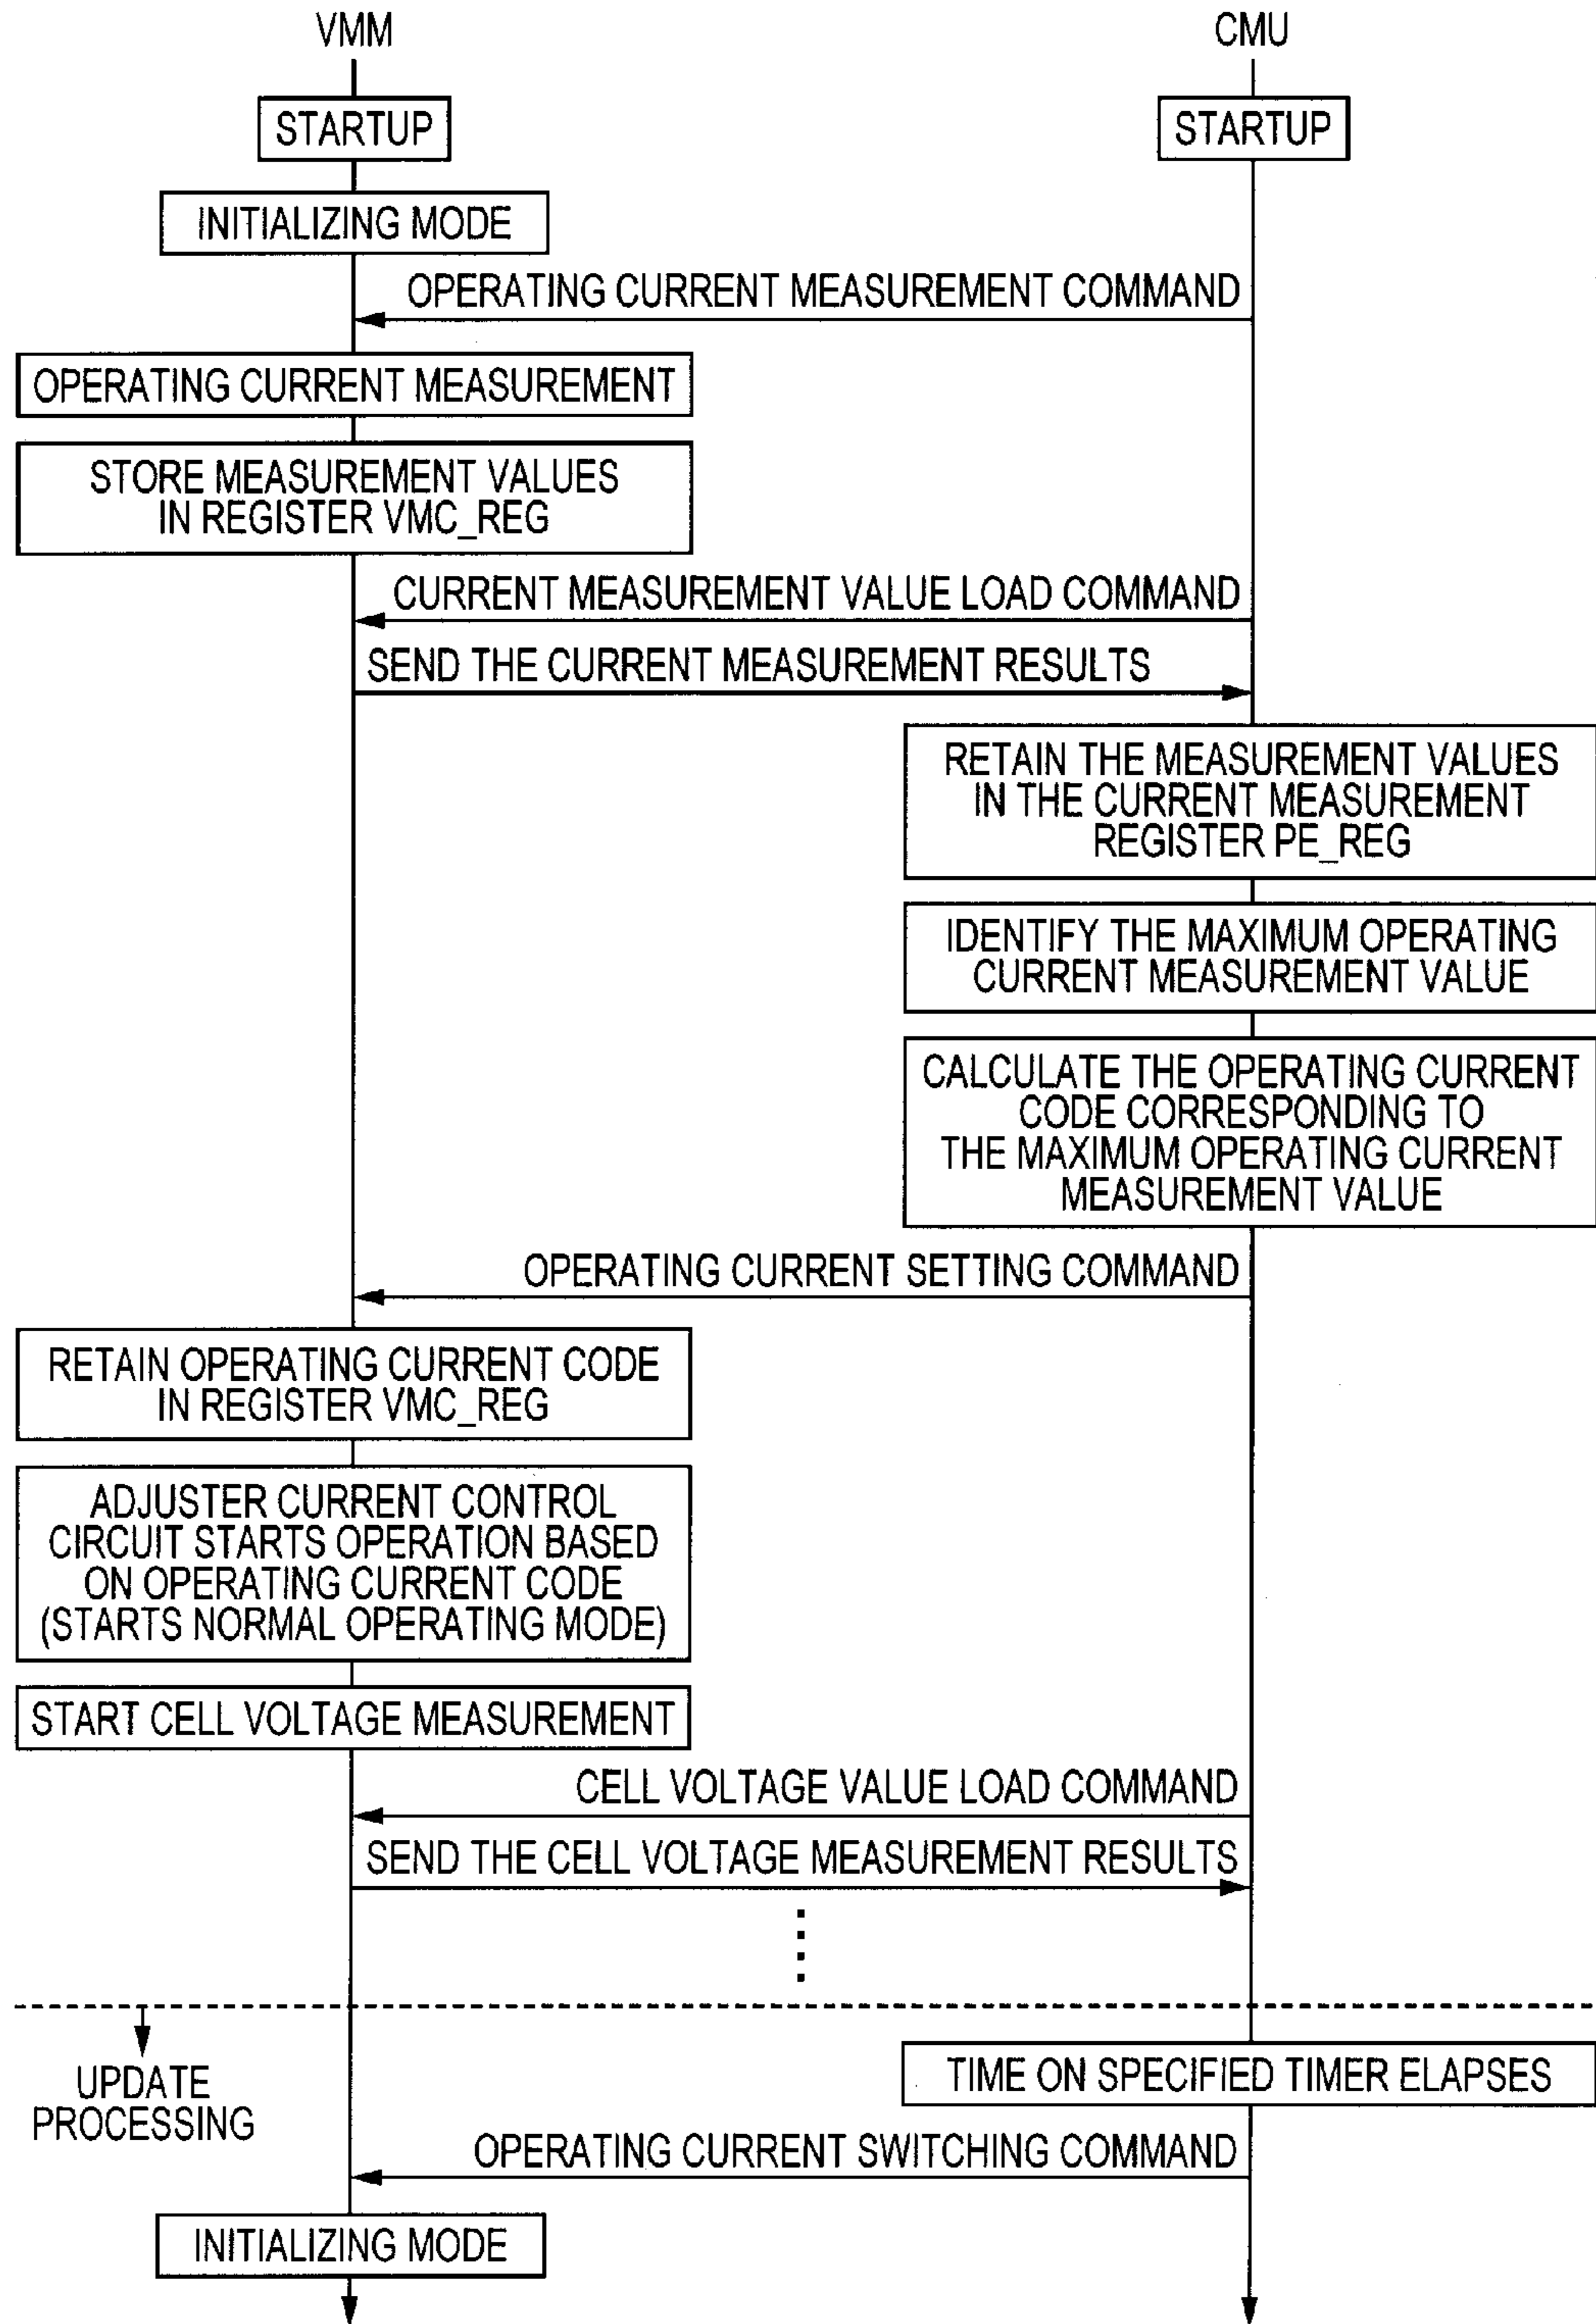 VMM
CMU
STARTUP
STARTUP
INITIALIZING MODE
OPERATING CURRENT MEASUREMENT COMMAND
OPERATING CURRENT MEASUREMENT
STORE MEASUREMENT VALUES
IN REGISTER VMC_REG
CURRENT MEASUREMENT VALUE LOAD COMMAND
SEND THE CURRENT MEASUREMENT RESULTS
RETAIN THE MEASUREMENT VALUES
IN THE CURRENT MEASUREMENT
REGISTER PE_REG
IDENTIFY THE MAXIMUM OPERATING
CURRENT MEASUREMENT VALUE
CALCULATE THE OPERATING CURRENT
CODE CORRESPONDING TO
THE MAXIMUM OPERATING CURRENT
MEASUREMENT VALUE
OPERATING CURRENT SETTING COMMAND
RETAIN OPERATING CURRENT CODE
IN REGISTER VMC_REG
ADJUSTER CURRENT CONTROL
CIRCUIT STARTS OPERATION BASED
ON OPERATING CURRENT CODE
(STARTS NORMAL OPERATING MODE)
START CELL VOLTAGE MEASUREMENT
CELL VOLTAGE VALUE LOAD COMMAND
SEND THE CELL VOLTAGE MEASUREMENT RESULTS
UPDATE
PROCESSING
TIME ON SPECIFIED TIMER ELAPSES
OPERATING CURRENT SWITCHING COMMAND
INITIALIZING MODE